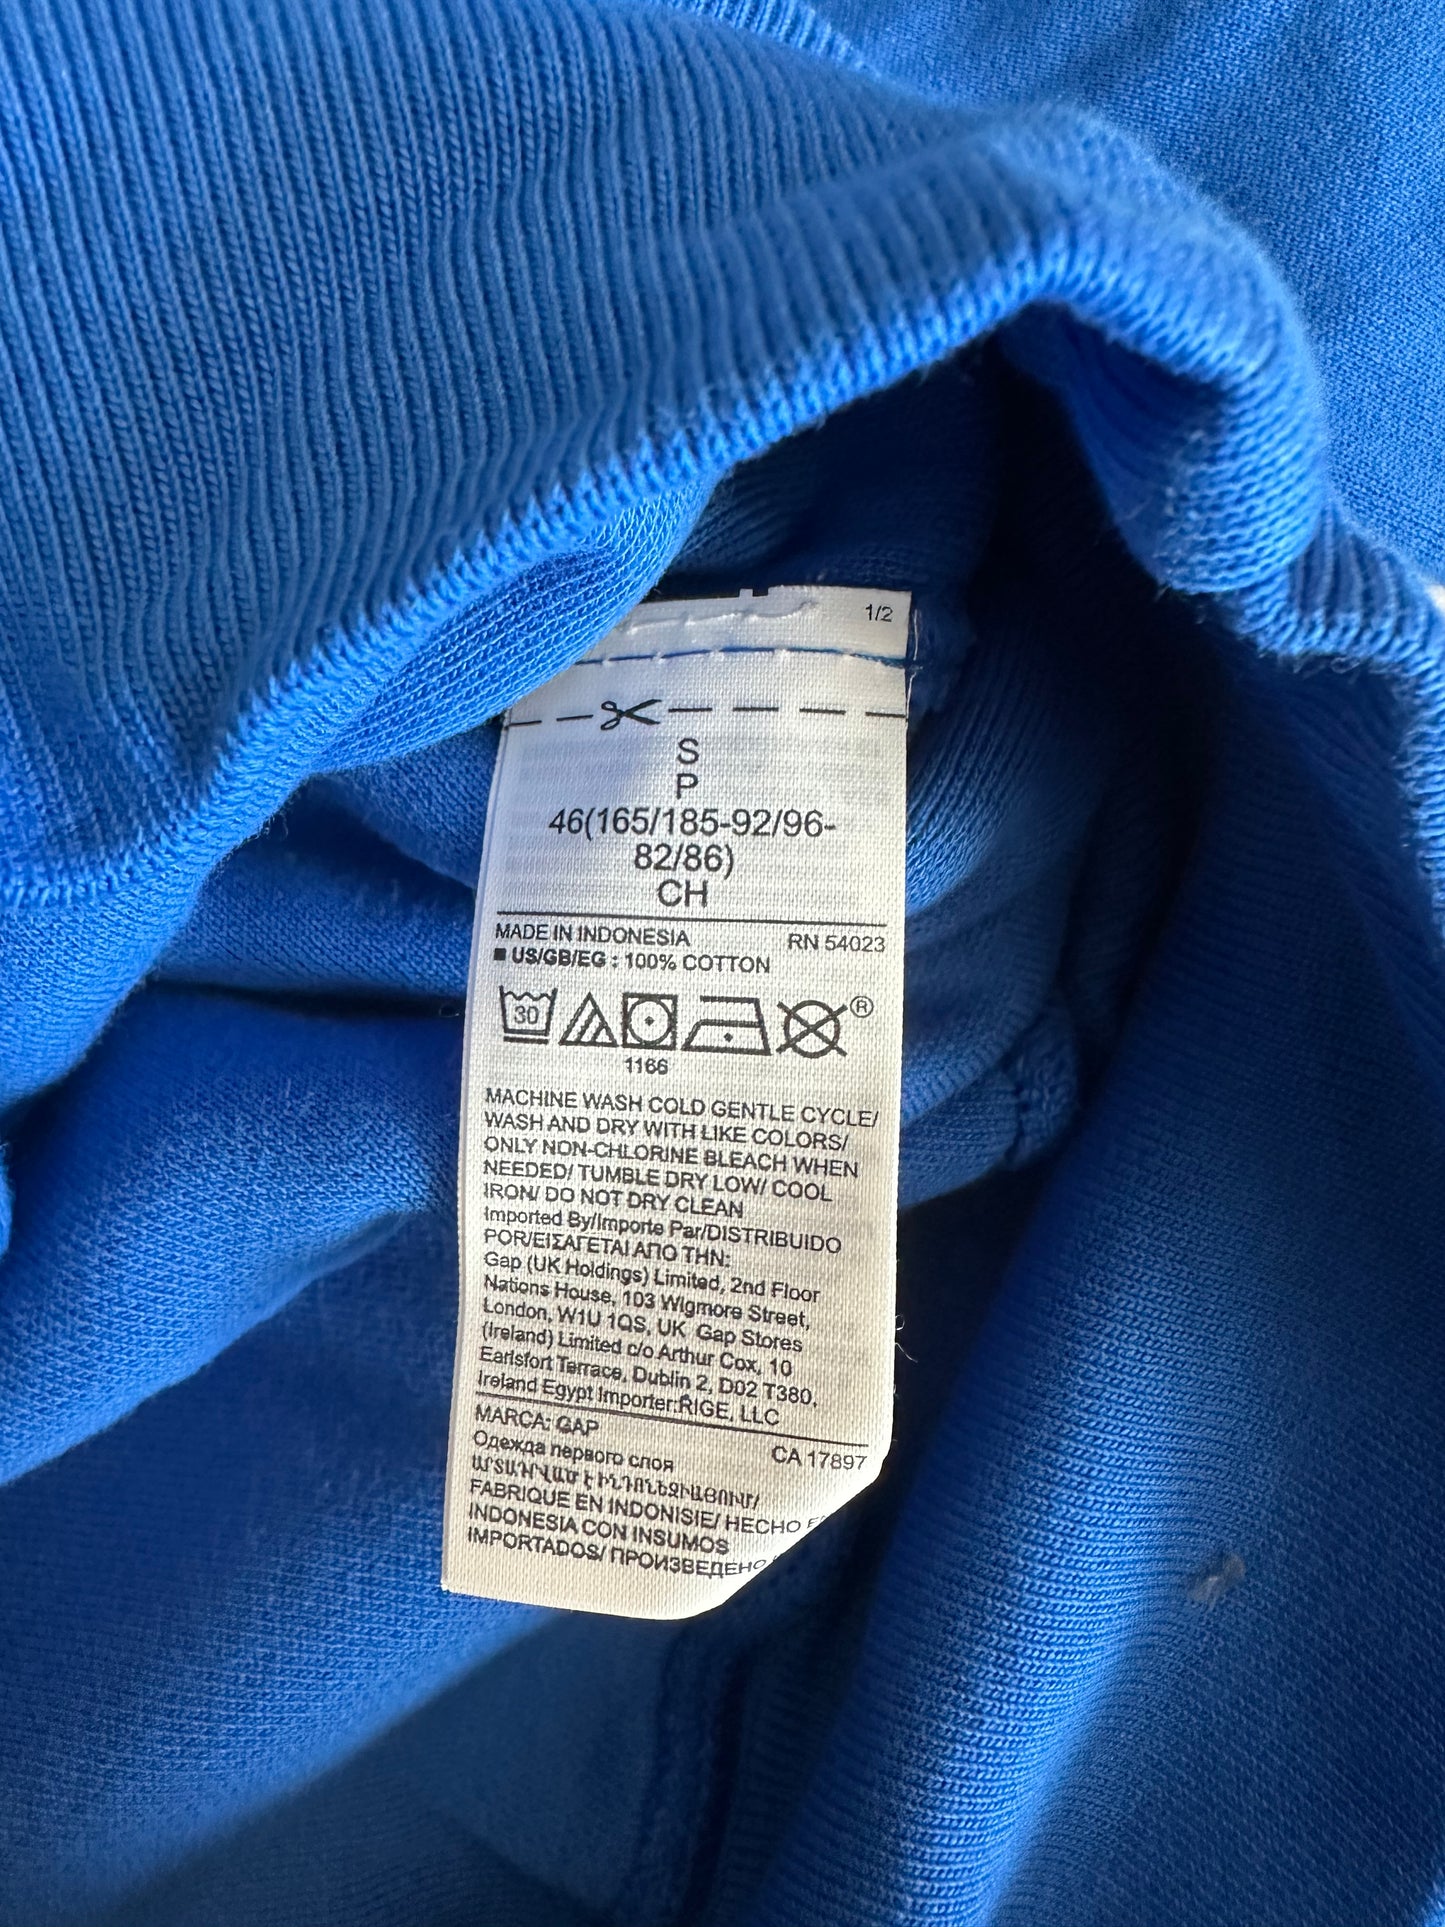 1/2
S
P
46(165/185-92/96-
82/86)
CH
MADE IN INDONESIA RN 54023
US/GB/EG : 100% COTTON
30 ®
1166
MACHINE WASH COLD GENTLE CYCLE/
WASH AND DRY WITH LIKE COLORS/
ONLY NON-CHLORINE BLEACH WHEN
NEEDED/ TUMBLE DRY LOW/ COOL
IRON/ DO NOT DRY CLEAN
Imported By/Importe Par/DISTRIBUIDO
POR/ΕΙΣΑΓΕΤΑΙ ΑΠΟ ΤΗΝ:
Gap (UK Holdings) Limited, 2nd Floor
Nations House, 103 Wigmore Street,
London, W1U 1QS, UK Gap Stores
(Ireland) Limited c/o Arthur Cox, 10
Earlsfort Terrace, Dublin 2, D02 T380,
Ireland Egypt Importer:RIGE, LLC
MARCA: GAP CA 17897
Одежда первого слоя
ԱՐՏԱԴՐՎԱԾ Է ԻՆԴՈՆԵԶԻԱՅՈՒՄ/
FABRIQUE EN INDONISIE/ HECHO
INDONESIA CON INSUMOS
IMPORTADOS/ ПРОИЗВЕДЕНО